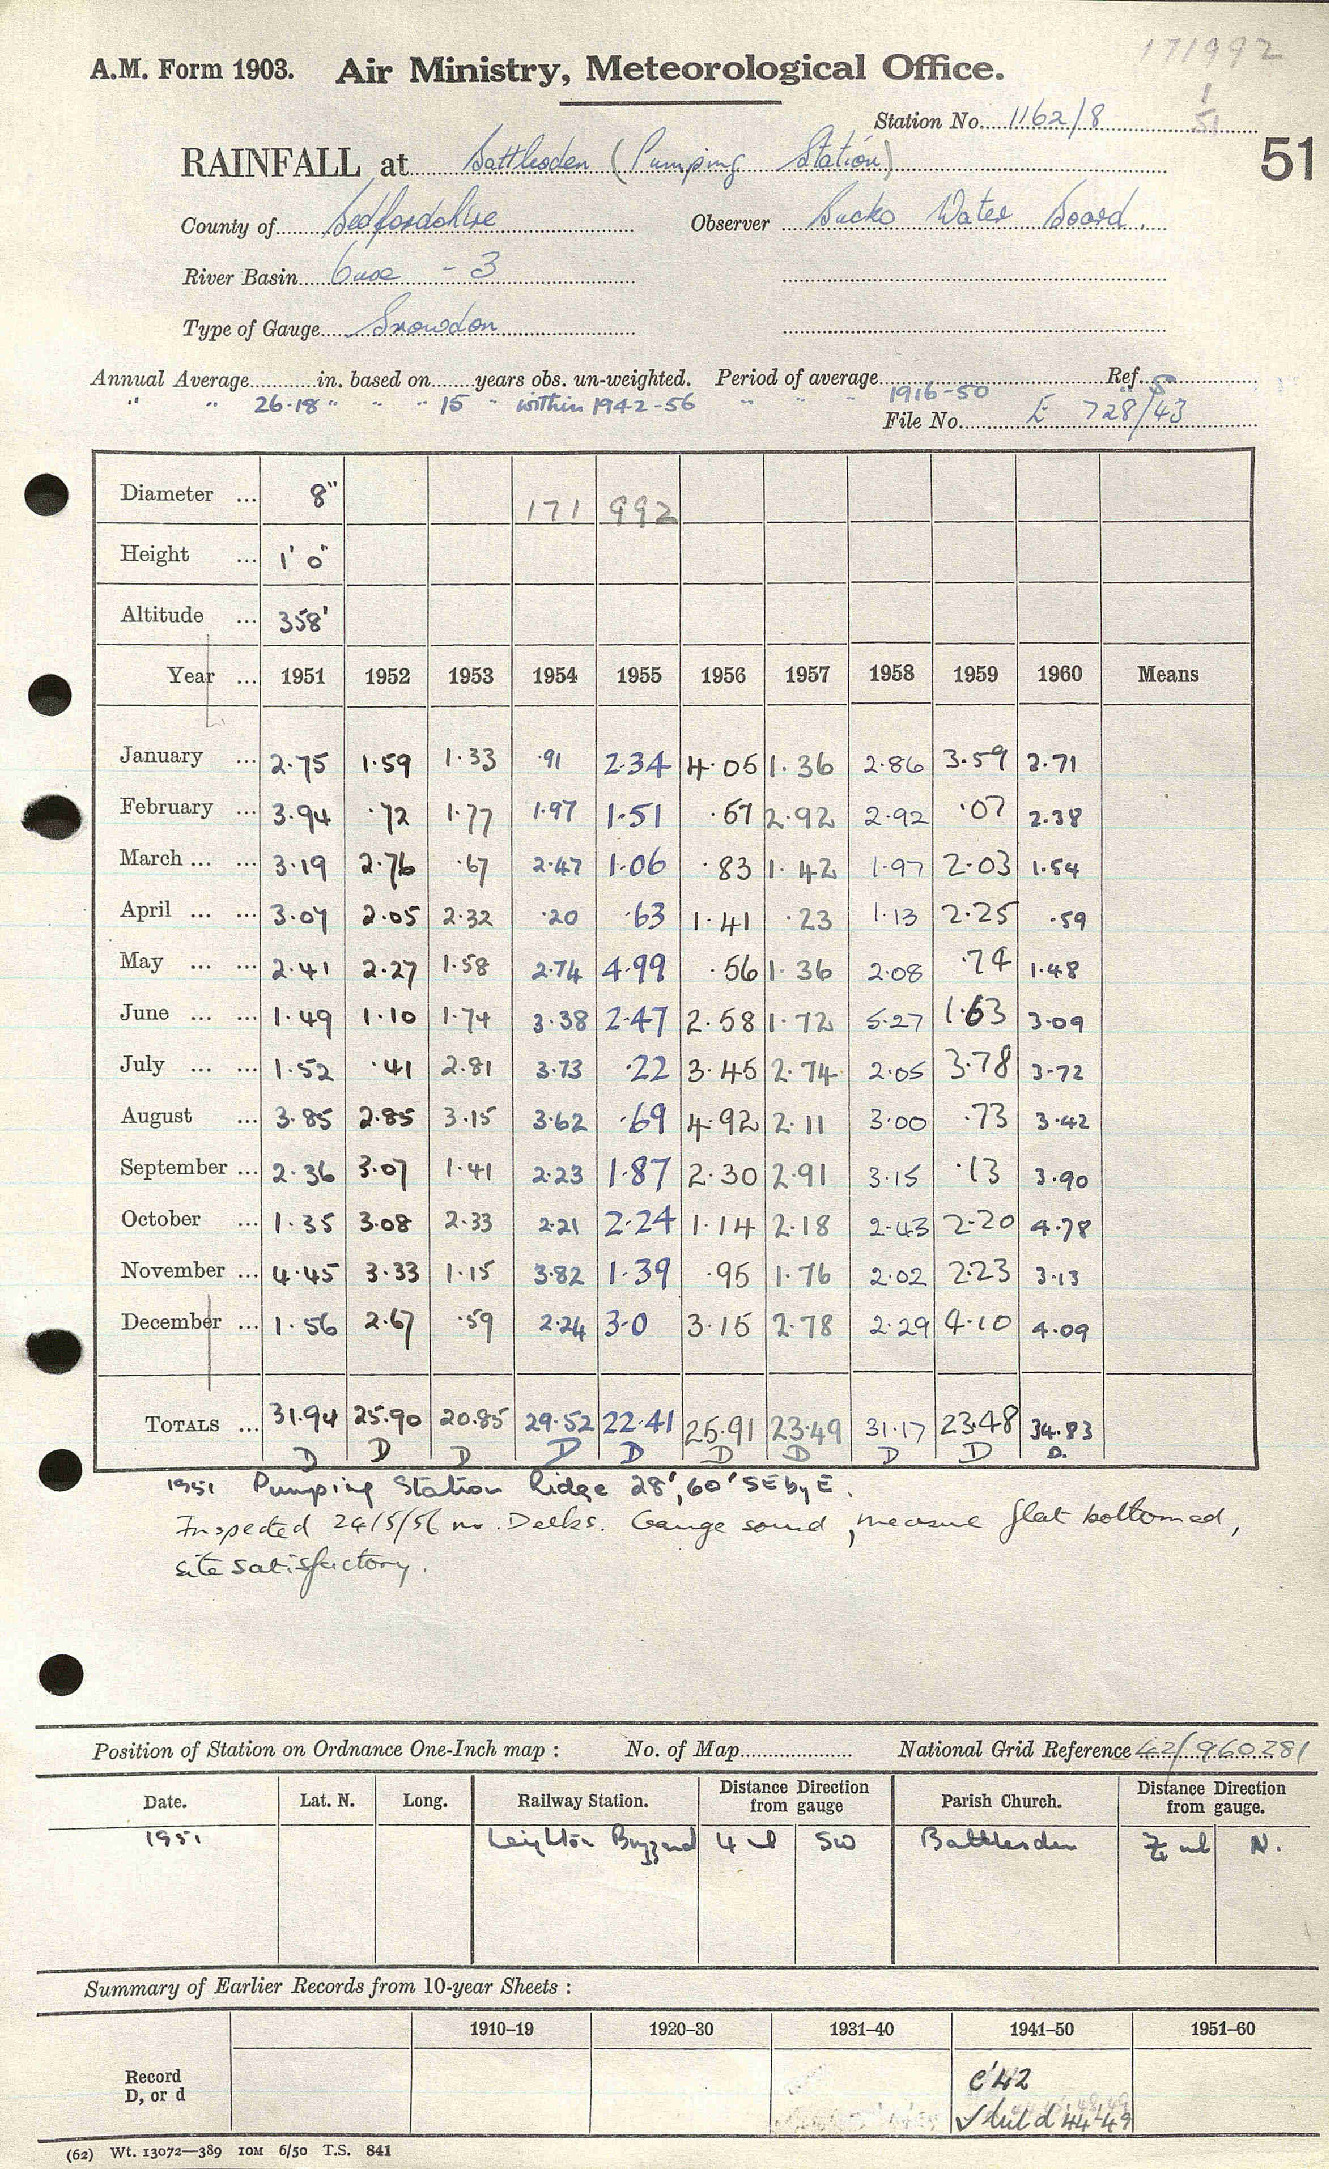 171992
A.M. Form 1903. Air Ministry, Meteorological Office.
1
51
Station No. 1162/8
RAINFALL at Battlesden (Pumping Station)
51
County of Bedfordshire Observer Bucks Water Board.
River Basin Ouse - 3
Type of Gauge Snowdon
Annual Average in. based on years obs. un-weighted. Period of average Ref. 5
" " 26.18 " " " 15 " within 1942-56 " " " 1916-50
File No. E 728/43
Diameter ... 8" 171 992
Height ... 1' 0"
Altitude ... 358'
Year ... 1951 1952 1953 1954 1955 1956 1957 1958 1959 1960 Means
January ... 2.75 1.59 1.33 .91 2.34 4.05 1.36 2.86 3.59 2.71
February ... 3.94 .72 1.77 1.97 1.51 .67 2.92 2.92 .07 2.38
March ... ... 3.19 2.76 .67 2.47 1.06 .83 1.42 1.97 2.03 1.54
April ... ... 3.07 2.05 2.32 .20 .63 1.41 .23 1.13 2.25 .59
May ... ... 2.41 2.27 1.58 2.74 4.99 .56 1.36 2.08 .74 1.48
June ... ... 1.49 1.10 1.74 3.38 2.47 2.58 1.72 5.27 1.63 3.09
July ... ... 1.52 .41 2.81 3.73 .22 3.45 2.74 2.05 3.78 3.72
August ... 3.85 2.85 3.15 3.62 .69 4.92 2.11 3.00 .73 3.42
September ... 2.36 3.07 1.41 2.23 1.87 2.30 2.91 3.15 .13 3.90
October ... 1.35 3.08 2.33 2.21 2.24 1.14 2.18 2.43 2.20 4.78
November ... 4.45 3.33 1.15 3.82 1.39 .95 1.76 2.02 2.23 3.13
December ... 1.56 2.67 .59 2.24 3.0 3.15 2.78 2.29 4.10 4.09
TOTALS ... 31.94 25.90 20.85 29.52 22.41 25.91 23.49 31.17 23.48 34.83
D D D D D D D D D D.
1951 Pumping Station Ridge 28', 60' SE by E.
Inspected 24/5/56 Mr. Delks. Gauge sound, measure flat bottomed,
site satisfactory.
Position of Station on Ordnance One-Inch map : No. of Map National Grid Reference 42/960281
Date. Lat. N. Long. Railway Station. Distance Direction from gauge Parish Church. Distance Direction from gauge.
1951 Leighton Buzzard 4 ml SW Battlesden ml N.
Summary of Earlier Records from 10-year Sheets :
1910–19 1920–30 1931–40 1941–50 1951–60
Record
D, or d
c'42
d 44'49
(62) Wt. 13072—389 10M 6/50 T.S. 841